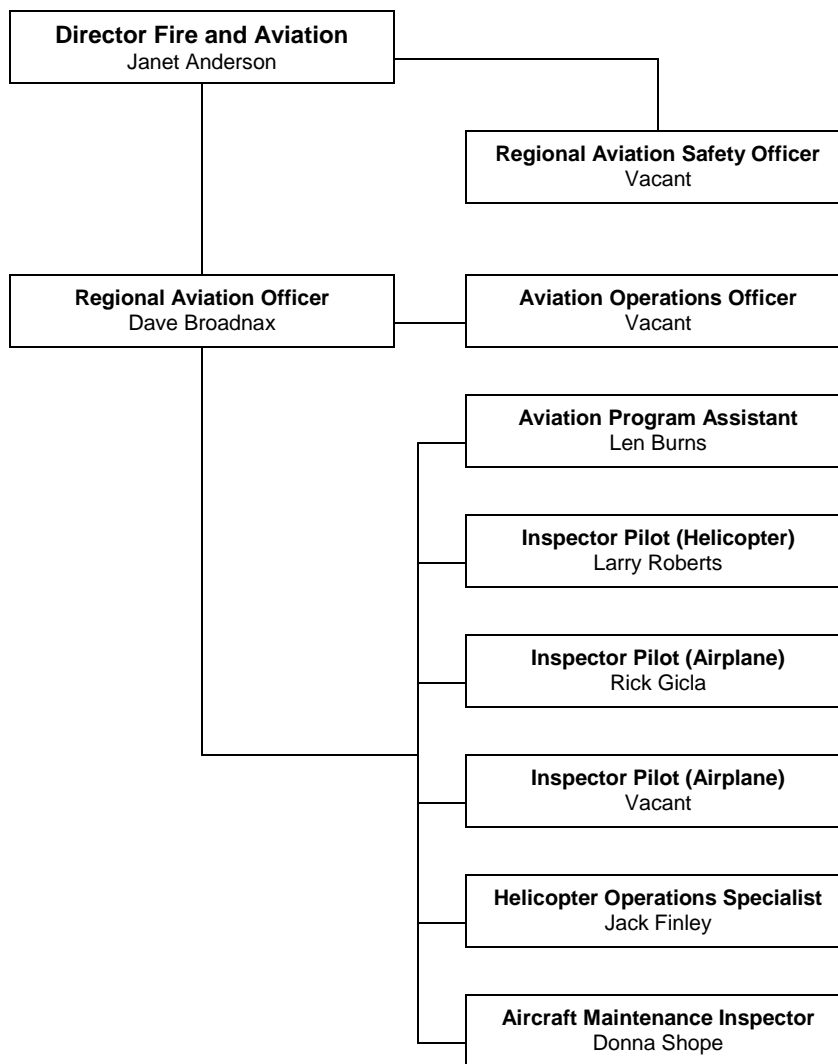 Director Fire and Aviation
Janet Anderson
Regional Aviation Safety Officer
Vacant
Regional Aviation Officer
Dave Broadnax
Aviation Operations Officer
Vacant
Aviation Program Assistant
Len Burns
Inspector Pilot (Helicopter)
Larry Roberts
Inspector Pilot (Airplane)
Rick Gicla
Inspector Pilot (Airplane)
Vacant
Helicopter Operations Specialist
Jack Finley
Aircraft Maintenance Inspector
Donna Shope